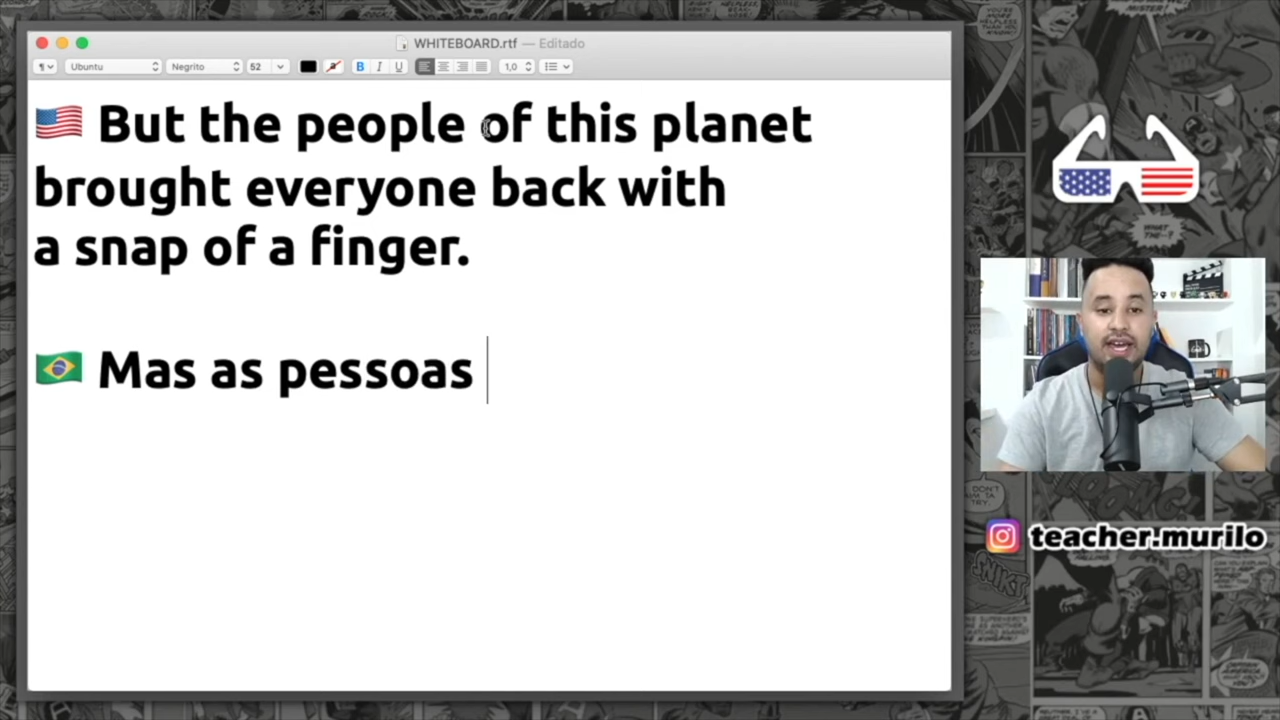 WHITEBOARD.rtf — Editado
Ubuntu Negrito 52 B I U 1,0
🇺🇸 But the people of this planet
brought everyone back with
a snap of a finger.
🇧🇷 Mas as pessoas
teacher.murilo
SNIKT